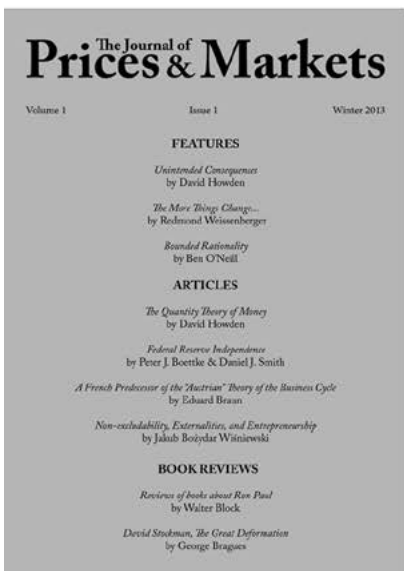 The Journal of
Prices & Markets
Volume 1 Issue 1 Winter 2013
FEATURES
Unintended Consequences
by David Howden
The More Things Change...
by Redmond Weissenberger
Bounded Rationality
by Ben O'Neill
ARTICLES
The Quantity Theory of Money
by David Howden
Federal Reserve Independence
by Peter J. Boettke & Daniel J. Smith
A French Predecessor of the 'Austrian' Theory of the Business Cycle
by Eduard Braun
Non-excludability, Externalities, and Entrepreneurship
by Jakub Bożydar Wiśniewski
BOOK REVIEWS
Reviews of books about Ron Paul
by Walter Block
David Stockman, The Great Deformation
by George Bragues